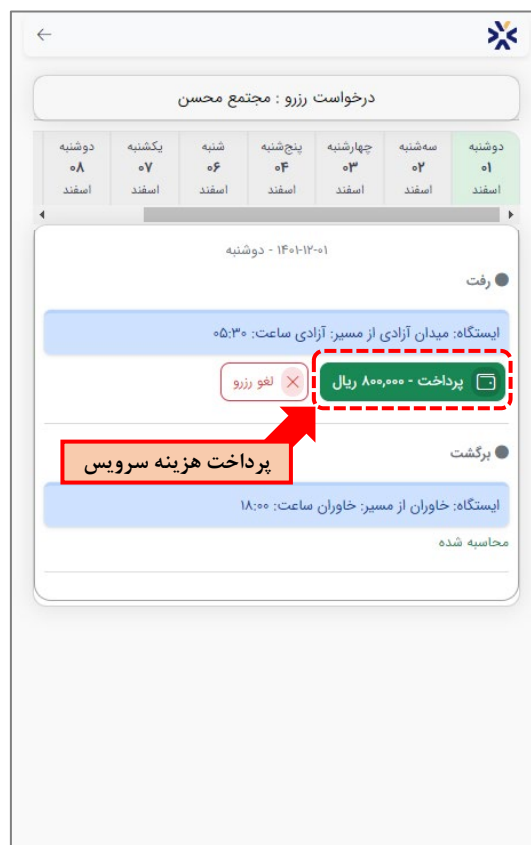 درخواست رزرو : مجتمع محسن
دوشنبه سه‌شنبه چهارشنبه پنج‌شنبه شنبه یکشنبه دوشنبه
۰۱ ۰۲ ۰۳ ۰۴ ۰۶ ۰۷ ۰۸
اسفند اسفند اسفند اسفند اسفند اسفند اسفند
۱۴۰۱-۱۲-۰۱ - دوشنبه
رفت
ایستگاه: میدان آزادی از مسیر: آزادی ساعت: ۰۵:۳۰
پرداخت - ۸۰۰,۰۰۰ ریال لغو رزرو
پرداخت هزینه سرویس
برگشت
ایستگاه: خاوران از مسیر: خاوران ساعت: ۱۸:۰۰
محاسبه شده